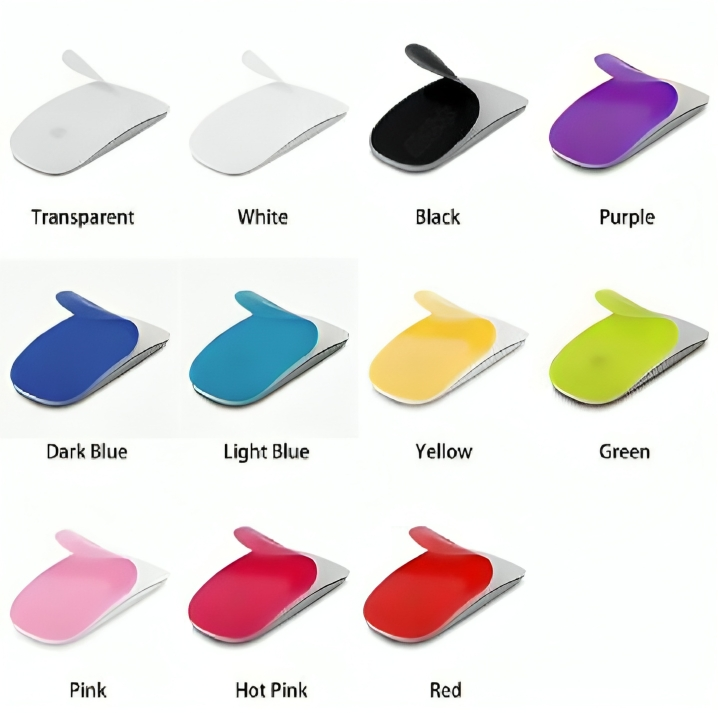 Transparent
White
Black
Purple
Dark Blue
Light Blue
Yellow
Green
Pink
Hot Pink
Red